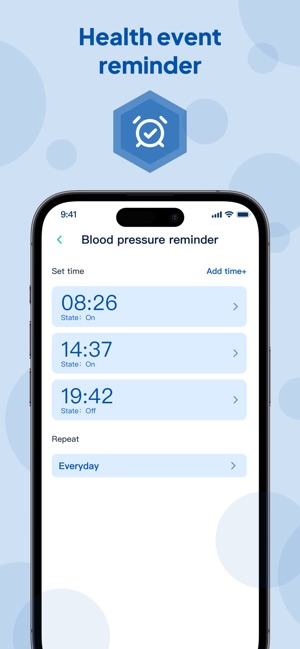 Health event
reminder
9:41
Blood pressure reminder
Set time
Add time+
08:26
State：On
14:37
State：On
19:42
State：Off
Repeat
Everyday